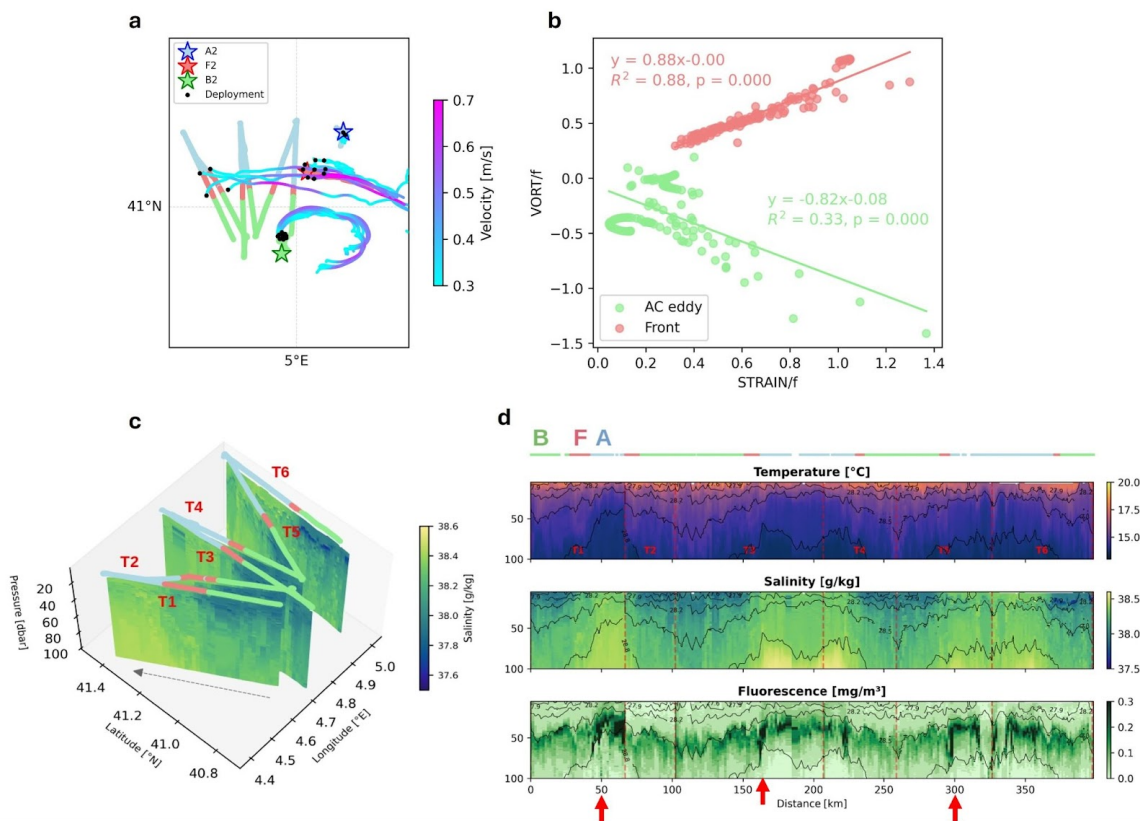 a
A2
F2
B2
Deployment
41°N
5°E
0.7
0.6
0.5
0.4
0.3
Velocity [m/s]
b
y = 0.88x-0.00
R² = 0.88, p = 0.000
y = -0.82x-0.08
R² = 0.33, p = 0.000
AC eddy
Front
VORT/f
1.0
0.5
0.0
−0.5
−1.0
−1.5
0.0 0.2 0.4 0.6 0.8 1.0 1.2 1.4
STRAIN/f
c
T6
T4
T5
T3
T2
T1
Pressure [dbar]
20
40
60
80
100
41.4
41.2
41.0
40.8
Latitude [°N]
5.0
4.9
4.8
4.7
4.6
4.5
4.4
Longitude [°E]
38.6
38.4
38.2
38.0
37.8
37.6
Salinity [g/kg]
d
B F A
Temperature [°C]
50
100
T2
T4
T6
20.0
17.5
15.0
Salinity [g/kg]
50
100
38.5
38.0
37.5
Fluorescence [mg/m³]
50
100
0.3
0.2
0.1
0.0
0 50 100 150 200 250 300 350
Distance [km]